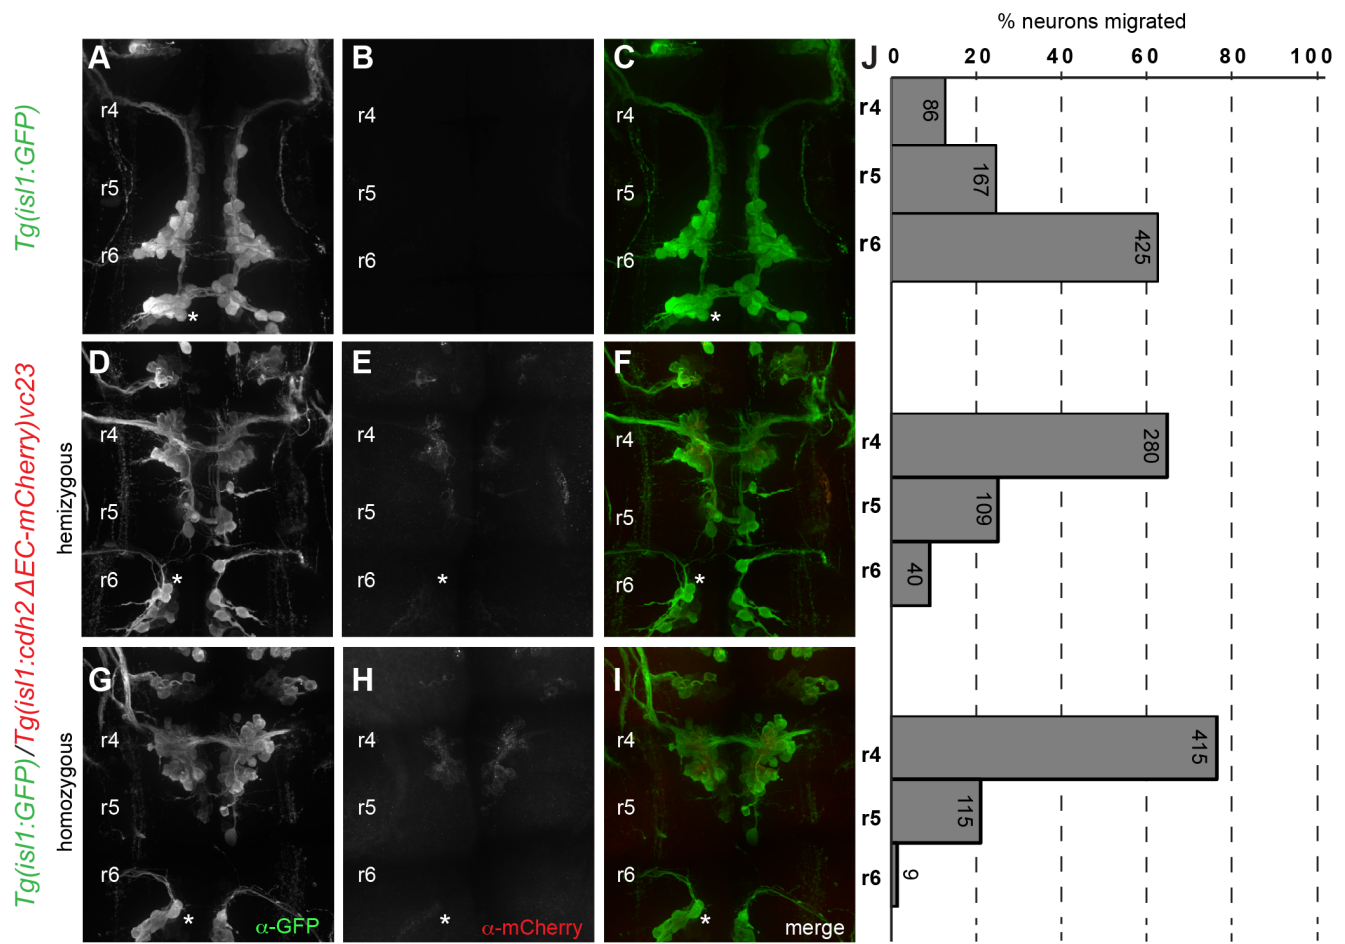 % neurons migrated
J 0 20 40 60 80 100
Tg(isl1:GFP)
A
r4
r5
r6
*
B
r4
r5
r6
C
r4
r5
r6
*
r4 86
r5 167
r6 425
Tg(isl1:GFP)/Tg(isl1:cdh2 ΔEC-mCherry)vc23
hemizygous
D
r4
r5
r6 *
E
r4
r5
r6 *
F
r4
r5
r6 *
r4 280
r5 109
r6 40
homozygous
G
r4
r5
r6
*
α-GFP
H
r4
r5
r6
*
α-mCherry
I
r4
r5
r6
*
merge
r4 415
r5 115
r6 9